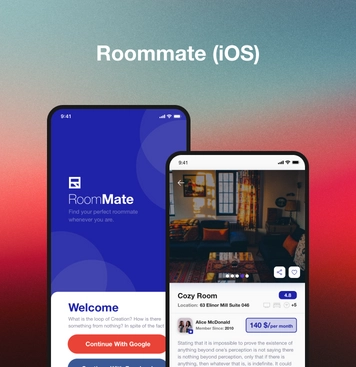 Roommate (iOS)
9:41
RoomMate
Find your perfect roommate
wherever you are.
Welcome
What is the loop of Creation? How is there
something from nothing? In spite of the fact
Continue With Google
9:41
Cozy Room
4.8
Location: 63 Elinor Mill Suite 046
+6
Alice McDonald
Member Since: 2016
140 $/per month
Stating that it is impossible to prove the existence of
anything beyond one's perception is not saying there
is nothing beyond perception, only that if there is
anything, then whatever that is, is indefinite; it could